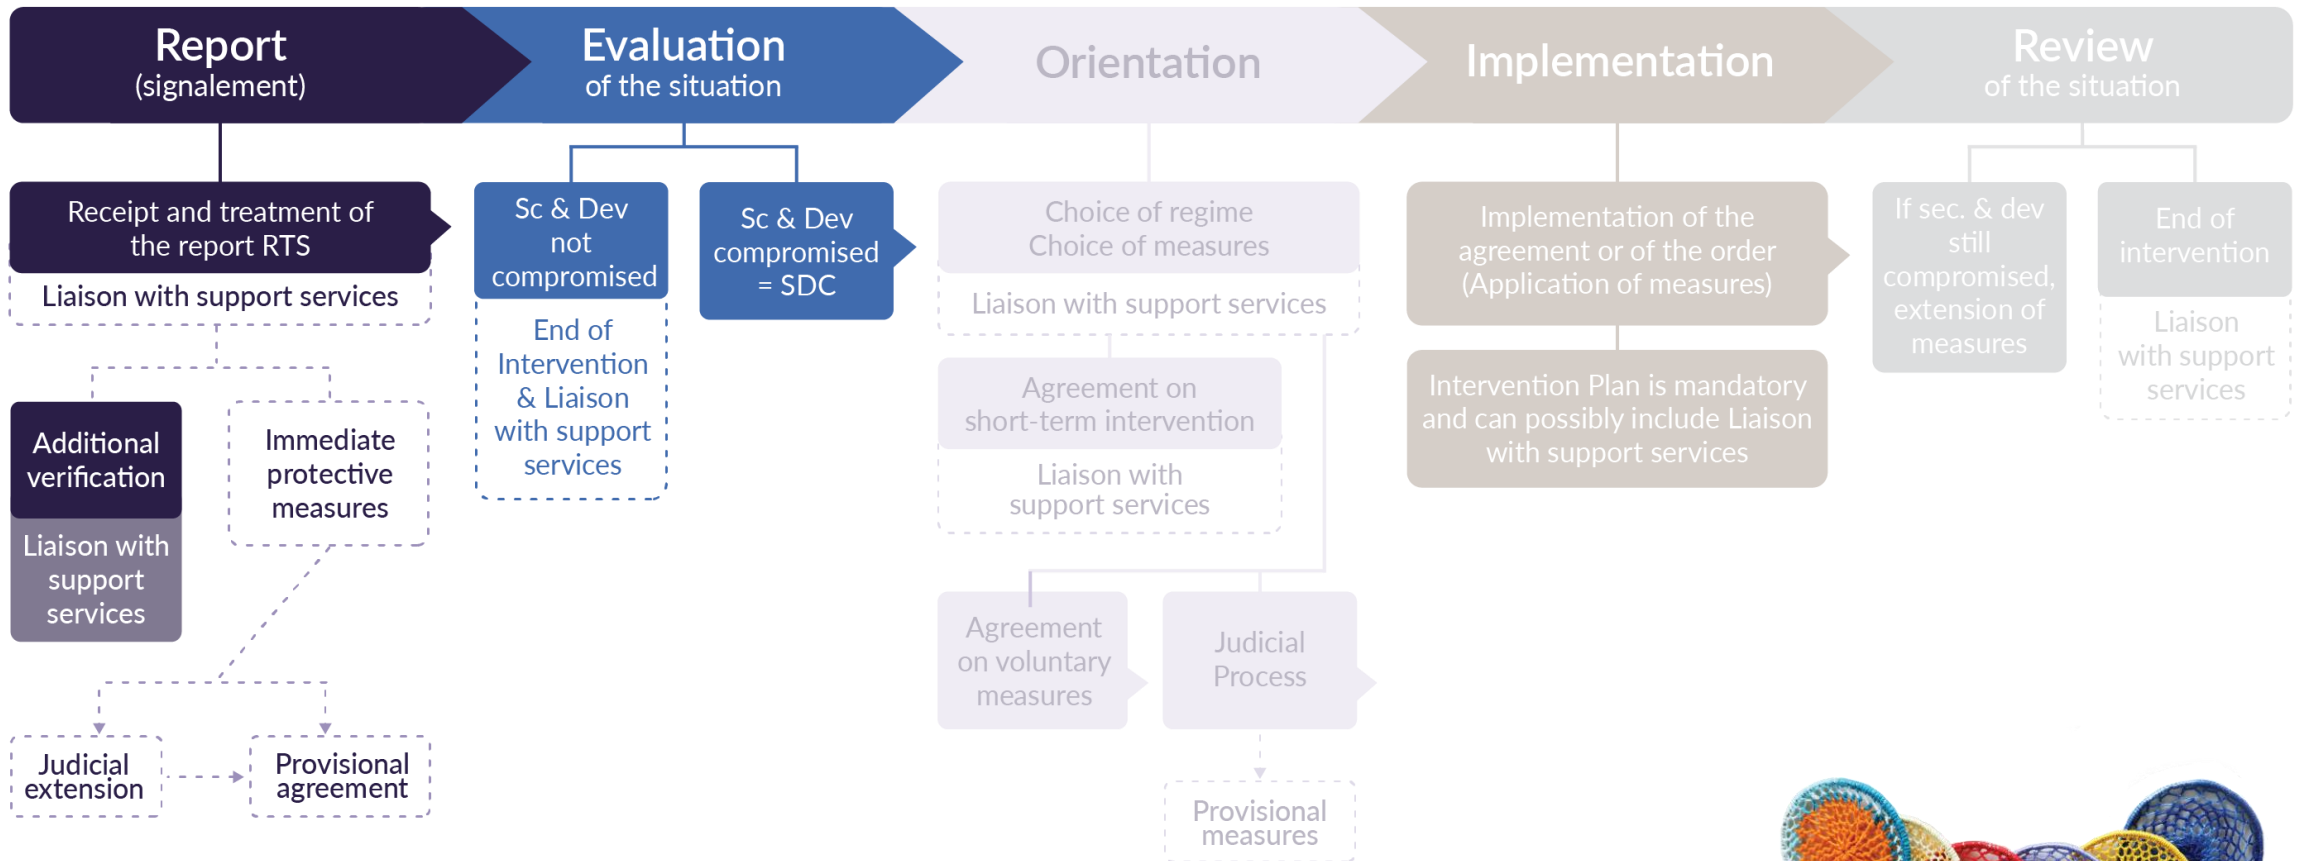 Report
(signalement)
Evaluation
of the situation
Orientation
Implementation
Review
of the situation
Receipt and treatment of
the report RTS
Liaison with support services
Additional
verification
Liaison with
support
services
Immediate
protective
measures
Judicial
extension
Provisional
agreement
Sc & Dev
not
compromised
End of
Intervention
& Liaison
with support
services
Sc & Dev
compromised
= SDC
Choice of regime
Choice of measures
Liaison with support services
Agreement on
short-term intervention
Liaison with
support services
Agreement
on voluntary
measures
Judicial
Process
Provisional
measures
Implementation of the
agreement or of the order
(Application of measures)
Intervention Plan is mandatory
and can possibly include Liaison
with support services
If sec. & dev
still
compromised,
extension of
measures
End of
intervention
Liaison
with support
services